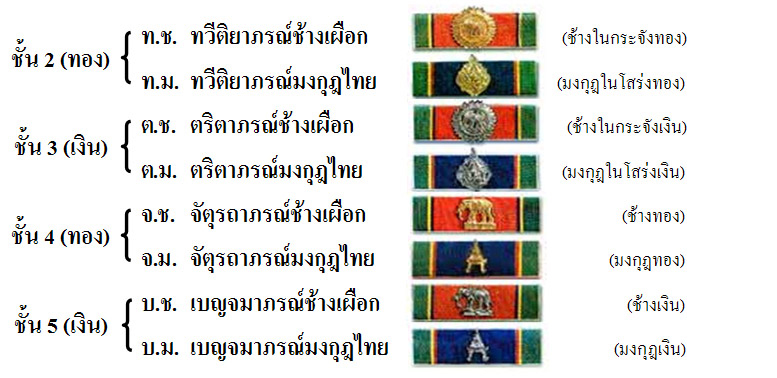 ชั้น 2 (ทอง)
ท.ช. ทวีติยาภรณ์ช้างเผือก (ช้างในกระจังทอง)
ท.ม. ทวีติยาภรณ์มงกุฎไทย (มงกุฎในโสร่งทอง)
ชั้น 3 (เงิน)
ต.ช. ตริตาภรณ์ช้างเผือก (ช้างในกระจังเงิน)
ต.ม. ตริตาภรณ์มงกุฎไทย (มงกุฎในโสร่งเงิน)
ชั้น 4 (ทอง)
จ.ช. จัตุรถาภรณ์ช้างเผือก (ช้างทอง)
จ.ม. จัตุรถาภรณ์มงกุฎไทย (มงกุฎทอง)
ชั้น 5 (เงิน)
บ.ช. เบญจมาภรณ์ช้างเผือก (ช้างเงิน)
บ.ม. เบญจมาภรณ์มงกุฎไทย (มงกุฎเงิน)